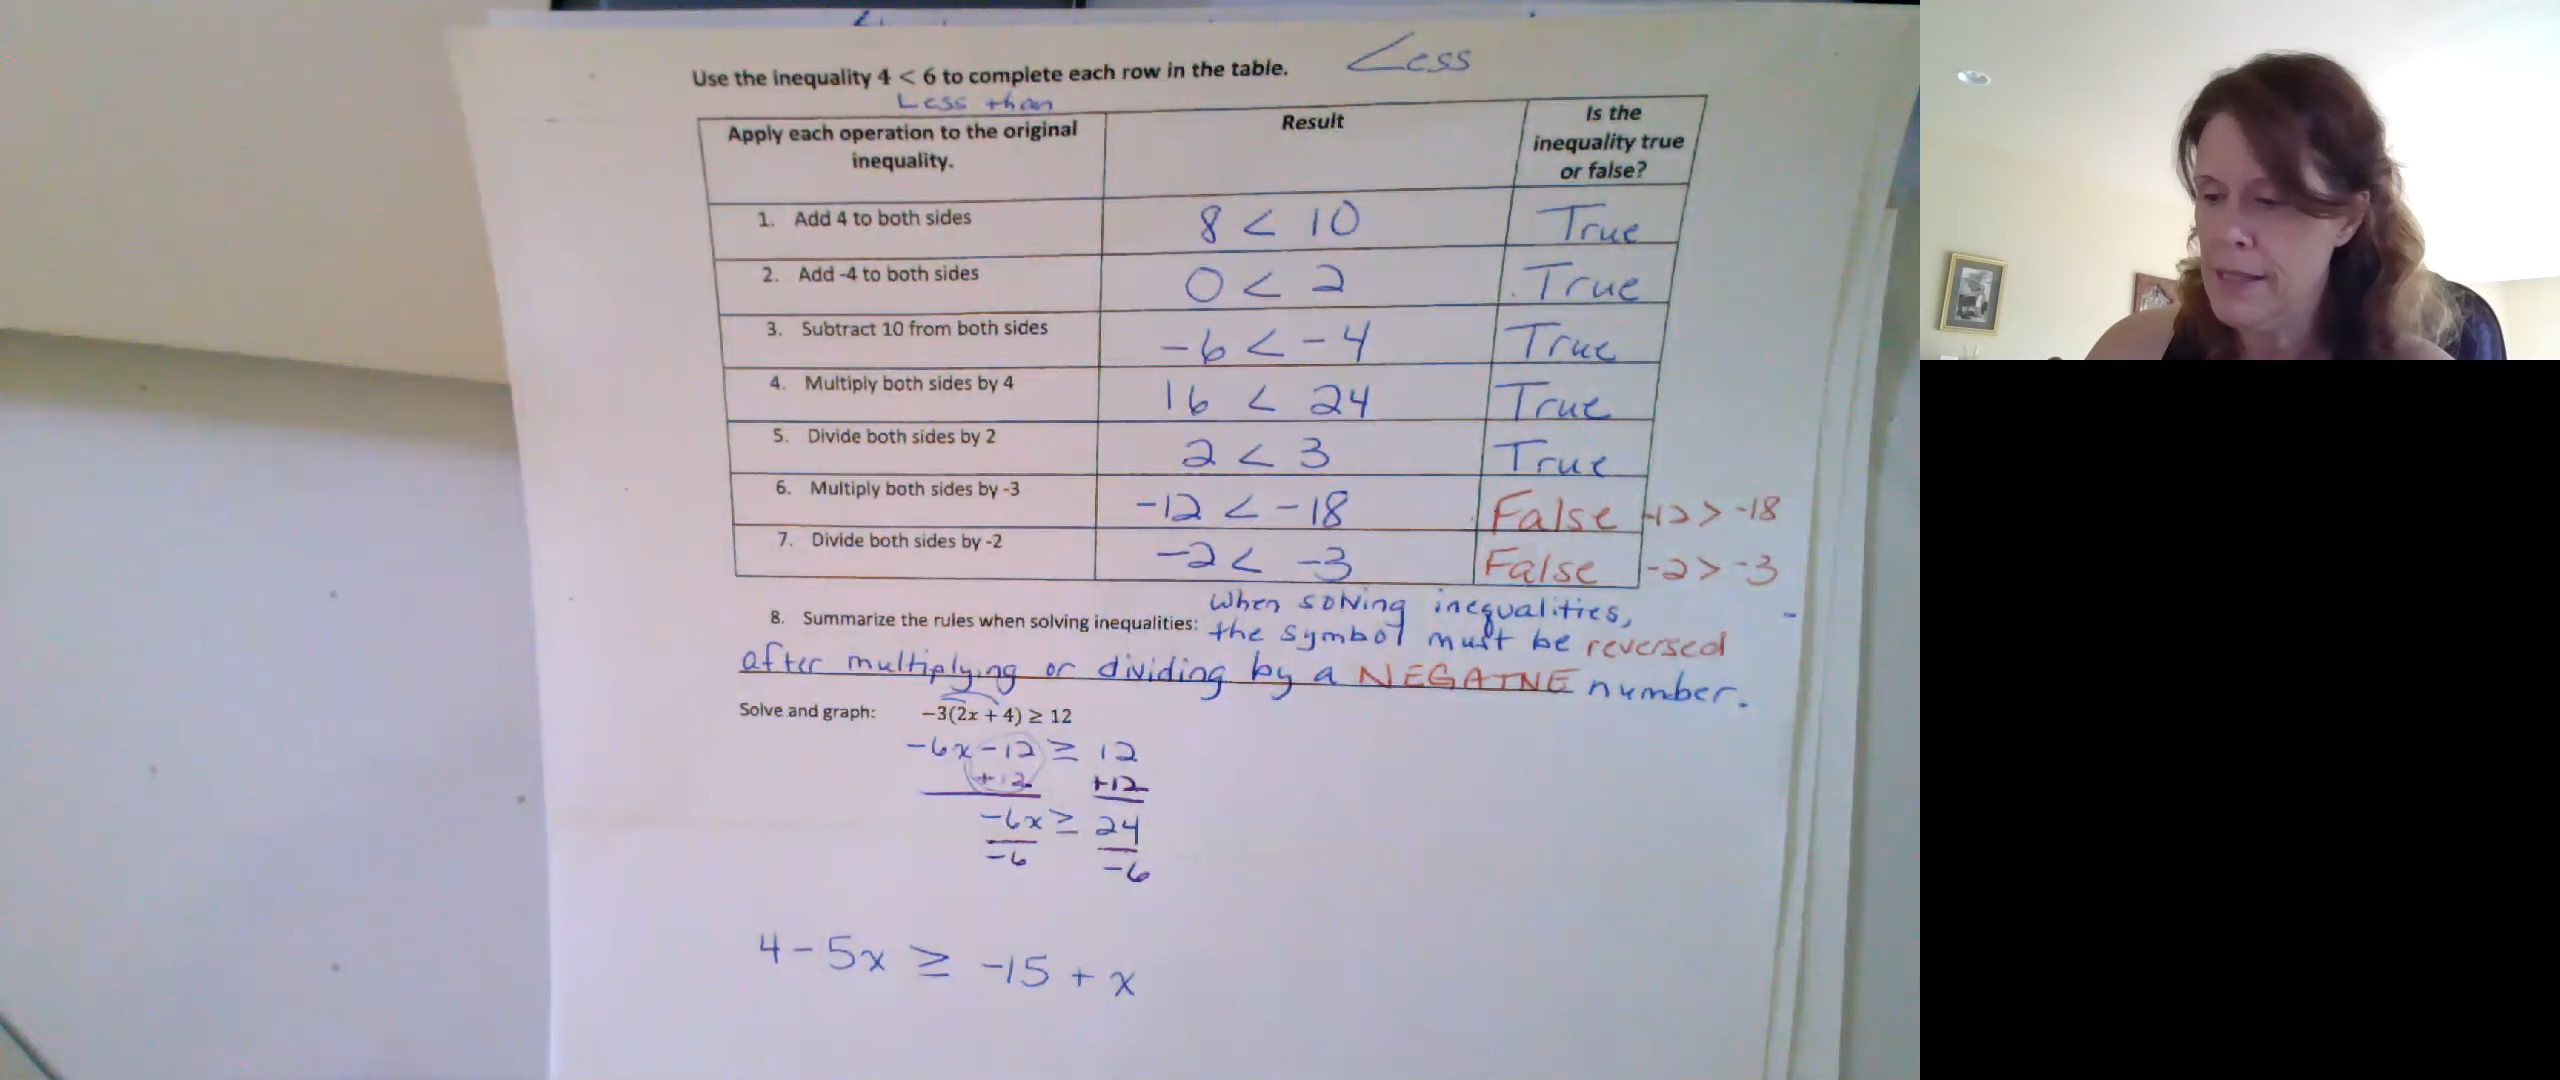 Use the inequality 4 < 6 to complete each row in the table. Less
Less than
Apply each operation to the original inequality. Result Is the inequality true or false?
1. Add 4 to both sides 8 < 10 True
2. Add -4 to both sides 0 < 2 True
3. Subtract 10 from both sides -6 < -4 True
4. Multiply both sides by 4 16 < 24 True
5. Divide both sides by 2 2 < 3 True
6. Multiply both sides by -3 -12 < -18 False -12 > -18
7. Divide both sides by -2 -2 < -3 False -2 > -3
When solving inequalities,
8. Summarize the rules when solving inequalities: the symbol must be reversed
after multiplying or dividing by a NEGATIVE number.
Solve and graph: −3(2x + 4) ≥ 12
-6x - 12 ≥ 12
+12 +12
-6x ≥ 24
-6 -6
4 - 5x ≥ -15 + x